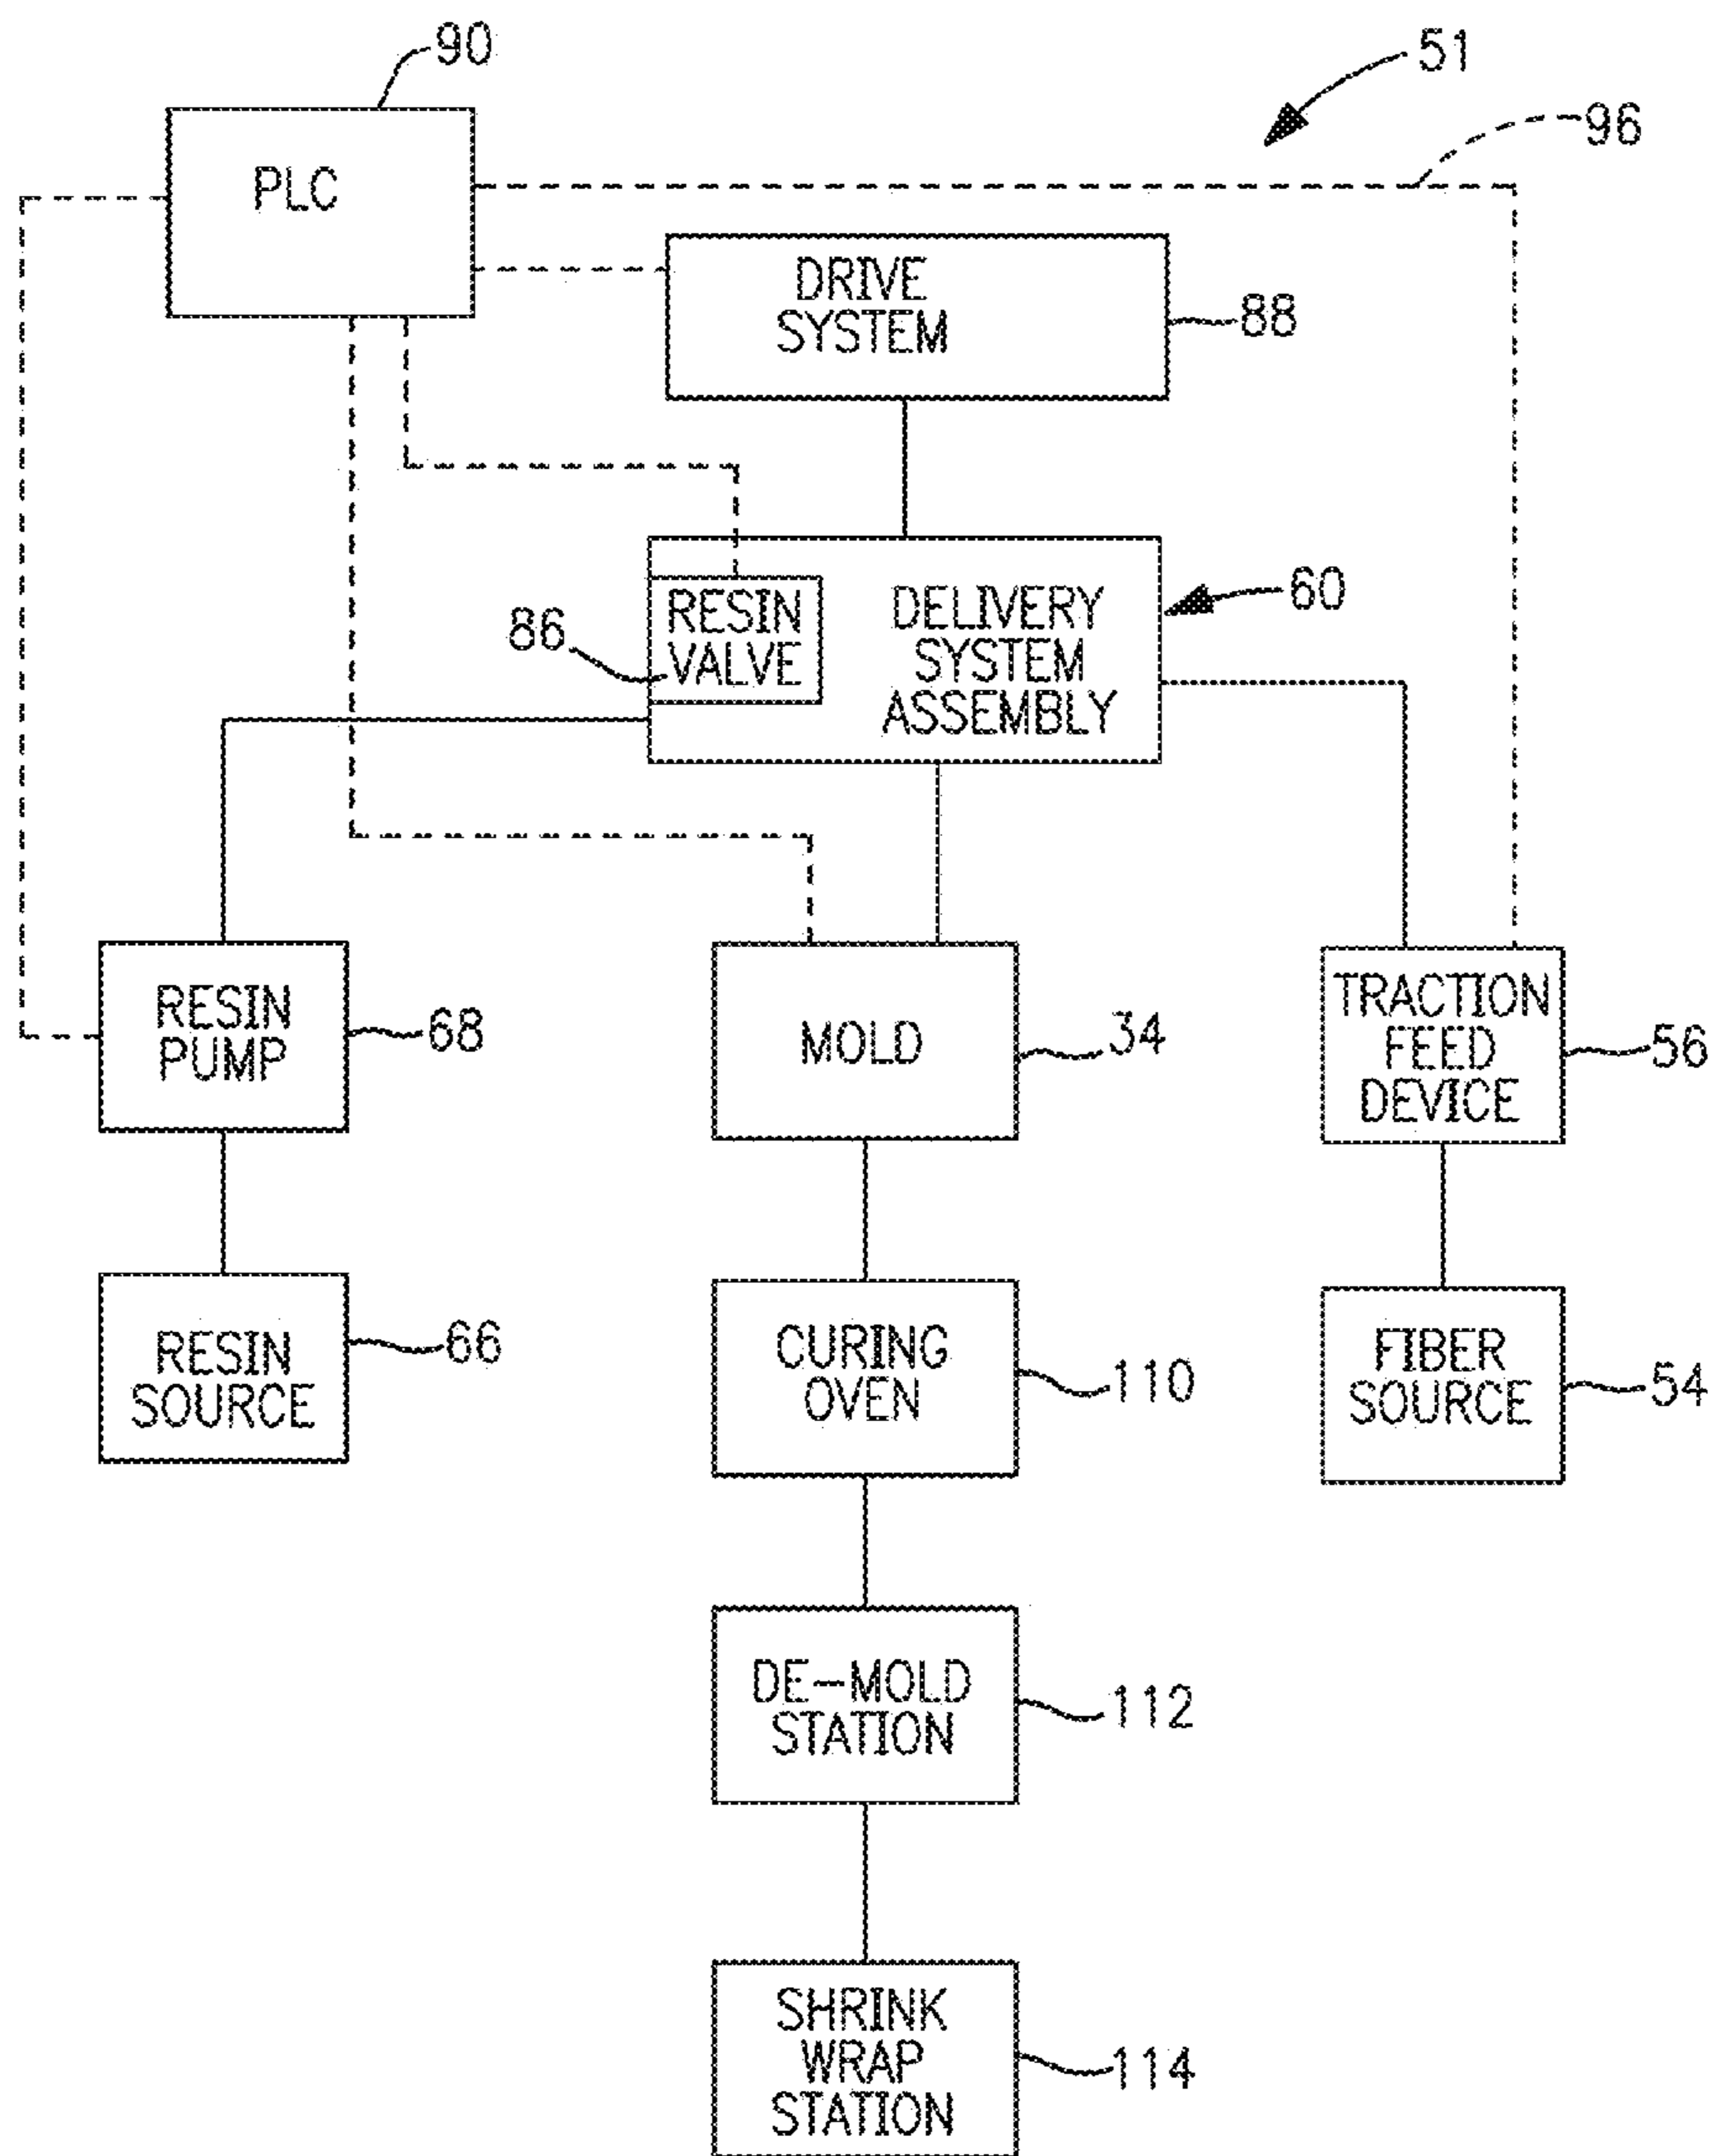 90
51
96
PLC
DRIVE
SYSTEM
88
86
RESIN
VALVE
DELIVERY
SYSTEM
ASSEMBLY
60
RESIN
PUMP
68
MOLD
34
TRACTION
FEED
DEVICE
56
RESIN
SOURCE
66
CURING
OVEN
110
FIBER
SOURCE
54
DE-MOLD
STATION
112
SHRINK
WRAP
STATION
114